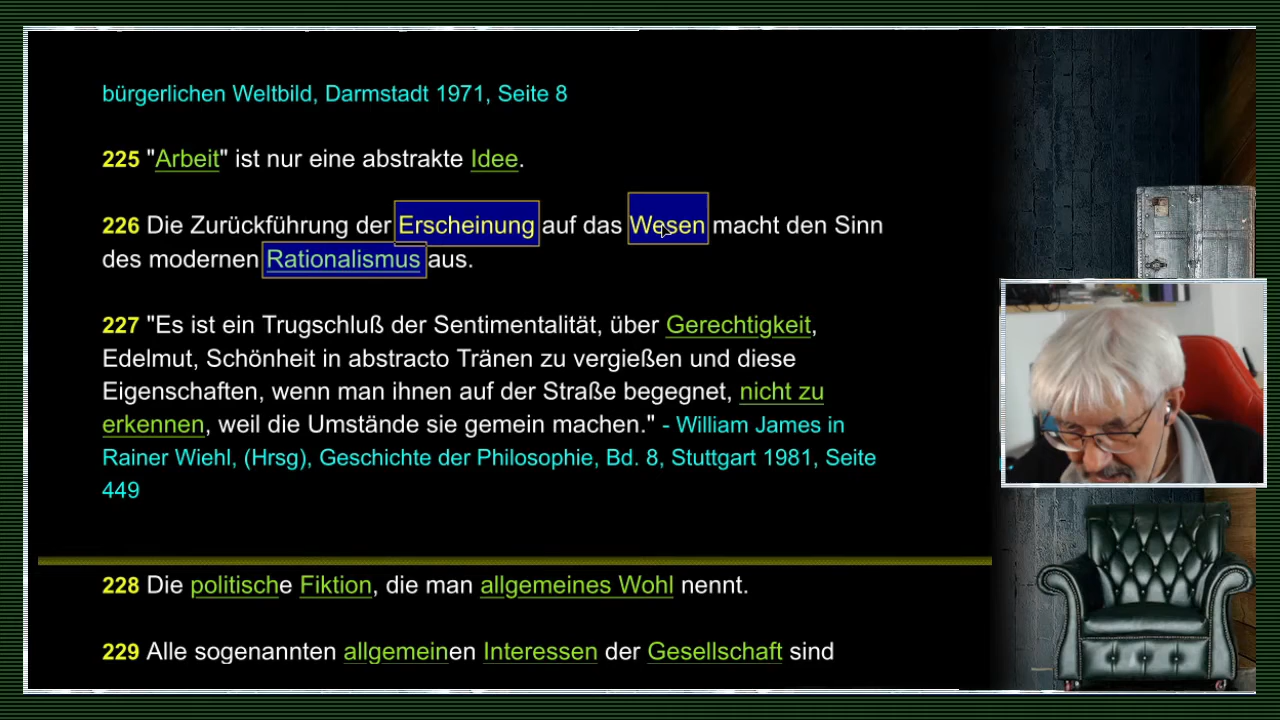 bürgerlichen Weltbild, Darmstadt 1971, Seite 8
225 "Arbeit" ist nur eine abstrakte Idee.
226 Die Zurückführung der Erscheinung auf das Wesen macht den Sinn
des modernen Rationalismus aus.
227 "Es ist ein Trugschluß der Sentimentalität, über Gerechtigkeit,
Edelmut, Schönheit in abstracto Tränen zu vergießen und diese
Eigenschaften, wenn man ihnen auf der Straße begegnet, nicht zu
erkennen, weil die Umstände sie gemein machen." - William James in
Rainer Wiehl, (Hrsg), Geschichte der Philosophie, Bd. 8, Stuttgart 1981, Seite
449
228 Die politische Fiktion, die man allgemeines Wohl nennt.
229 Alle sogenannten allgemeinen Interessen der Gesellschaft sind